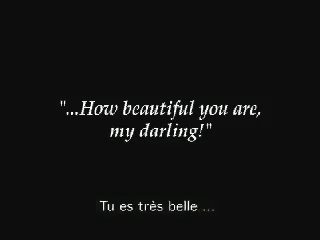 "...How beautiful you are,
my darling!"
Tu es très belle ...